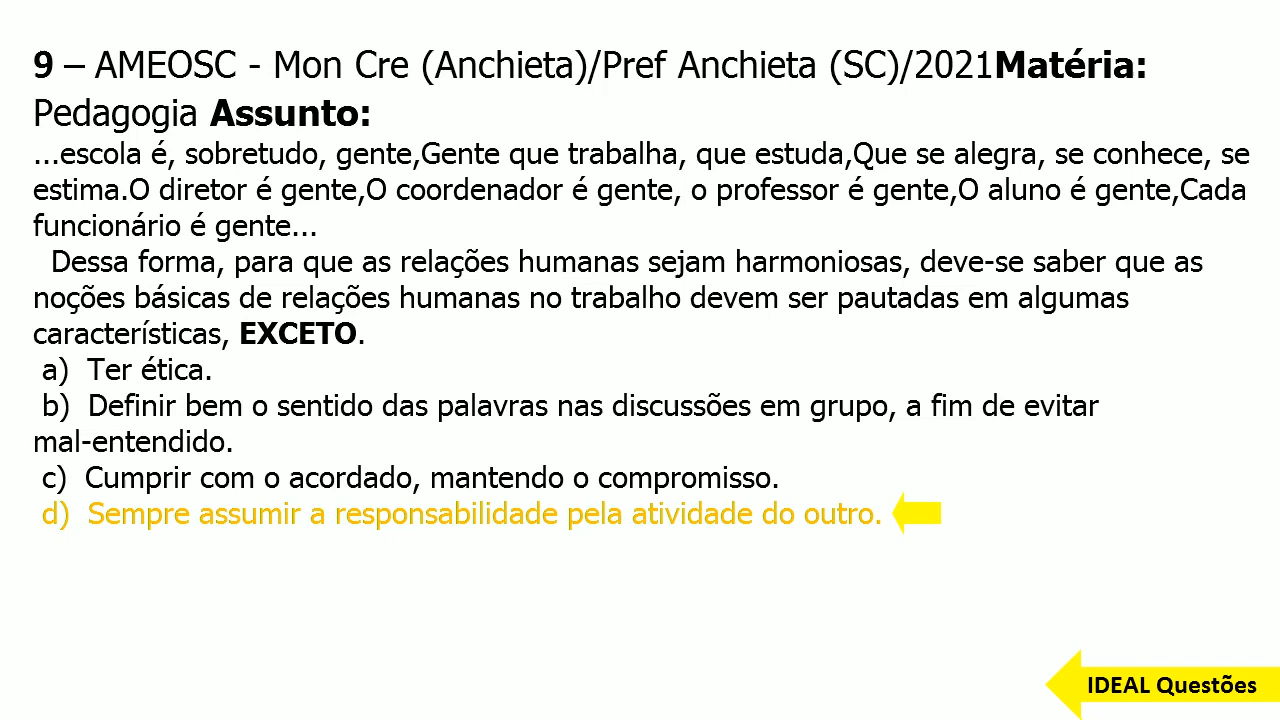 9 – AMEOSC - Mon Cre (Anchieta)/Pref Anchieta (SC)/2021Matéria:
Pedagogia Assunto:
...escola é, sobretudo, gente,Gente que trabalha, que estuda,Que se alegra, se conhece, se
estima.O diretor é gente,O coordenador é gente, o professor é gente,O aluno é gente,Cada
funcionário é gente...
Dessa forma, para que as relações humanas sejam harmoniosas, deve-se saber que as
noções básicas de relações humanas no trabalho devem ser pautadas em algumas
características, EXCETO.
a) Ter ética.
b) Definir bem o sentido das palavras nas discussões em grupo, a fim de evitar
mal-entendido.
c) Cumprir com o acordado, mantendo o compromisso.
d) Sempre assumir a responsabilidade pela atividade do outro.
IDEAL Questões